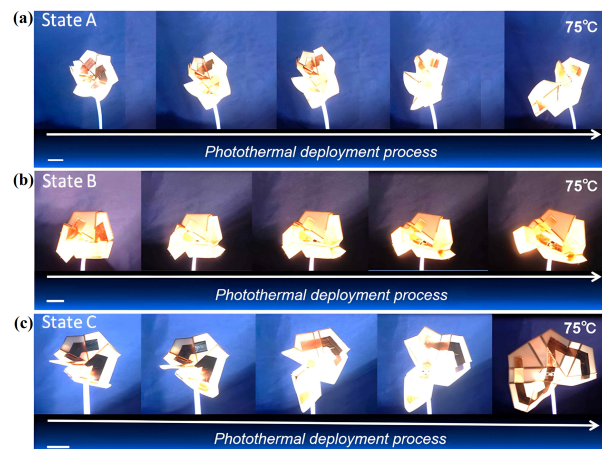 (a)
State A
75°C
Photothermal deployment process
(b)
State B
75°C
Photothermal deployment process
(c)
State C
75°C
Photothermal deployment process